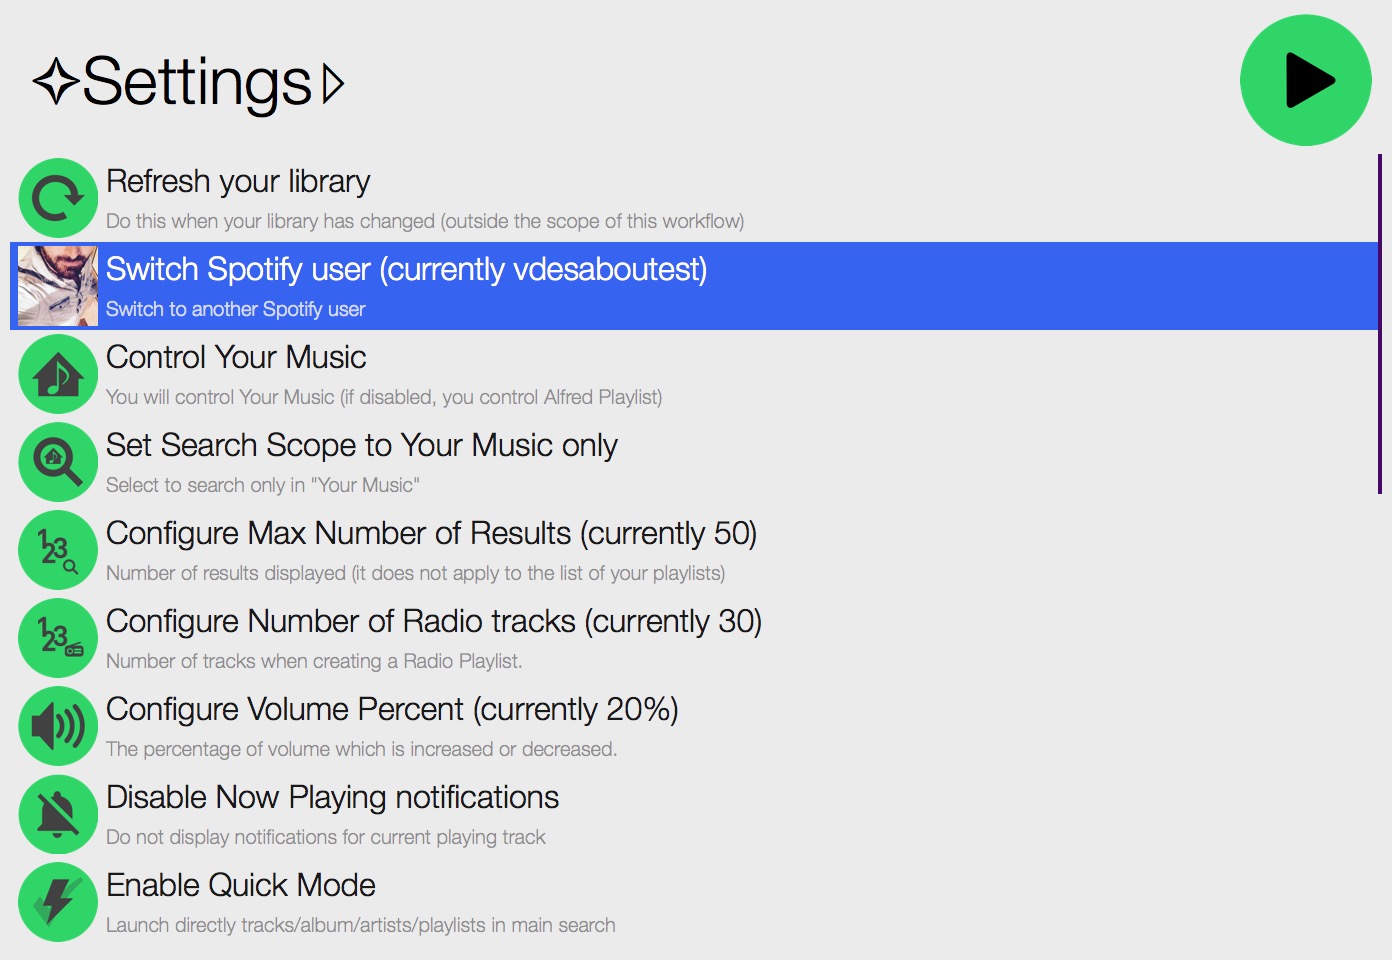 ✧Settings▷
Refresh your library
Do this when your library has changed (outside the scope of this workflow)
Switch Spotify user (currently vdesaboutest)
Switch to another Spotify user
Control Your Music
You will control Your Music (if disabled, you control Alfred Playlist)
Set Search Scope to Your Music only
Select to search only in "Your Music"
123
Configure Max Number of Results (currently 50)
Number of results displayed (it does not apply to the list of your playlists)
123
Configure Number of Radio tracks (currently 30)
Number of tracks when creating a Radio Playlist.
Configure Volume Percent (currently 20%)
The percentage of volume which is increased or decreased.
Disable Now Playing notifications
Do not display notifications for current playing track
Enable Quick Mode
Launch directly tracks/album/artists/playlists in main search